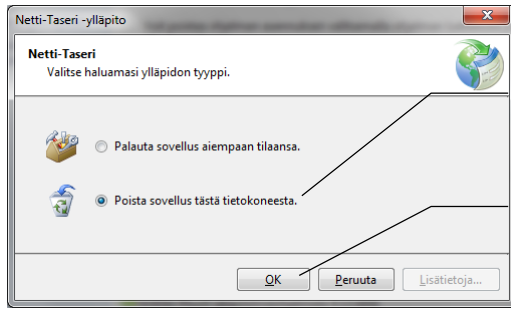 Netti-Taseri -ylläpito
Netti-Taseri
Valitse haluamasi ylläpidon tyyppi.
Palauta sovellus aiempaan tilaansa.
Poista sovellus tästä tietokoneesta.
OK Peruuta Lisätietoja...